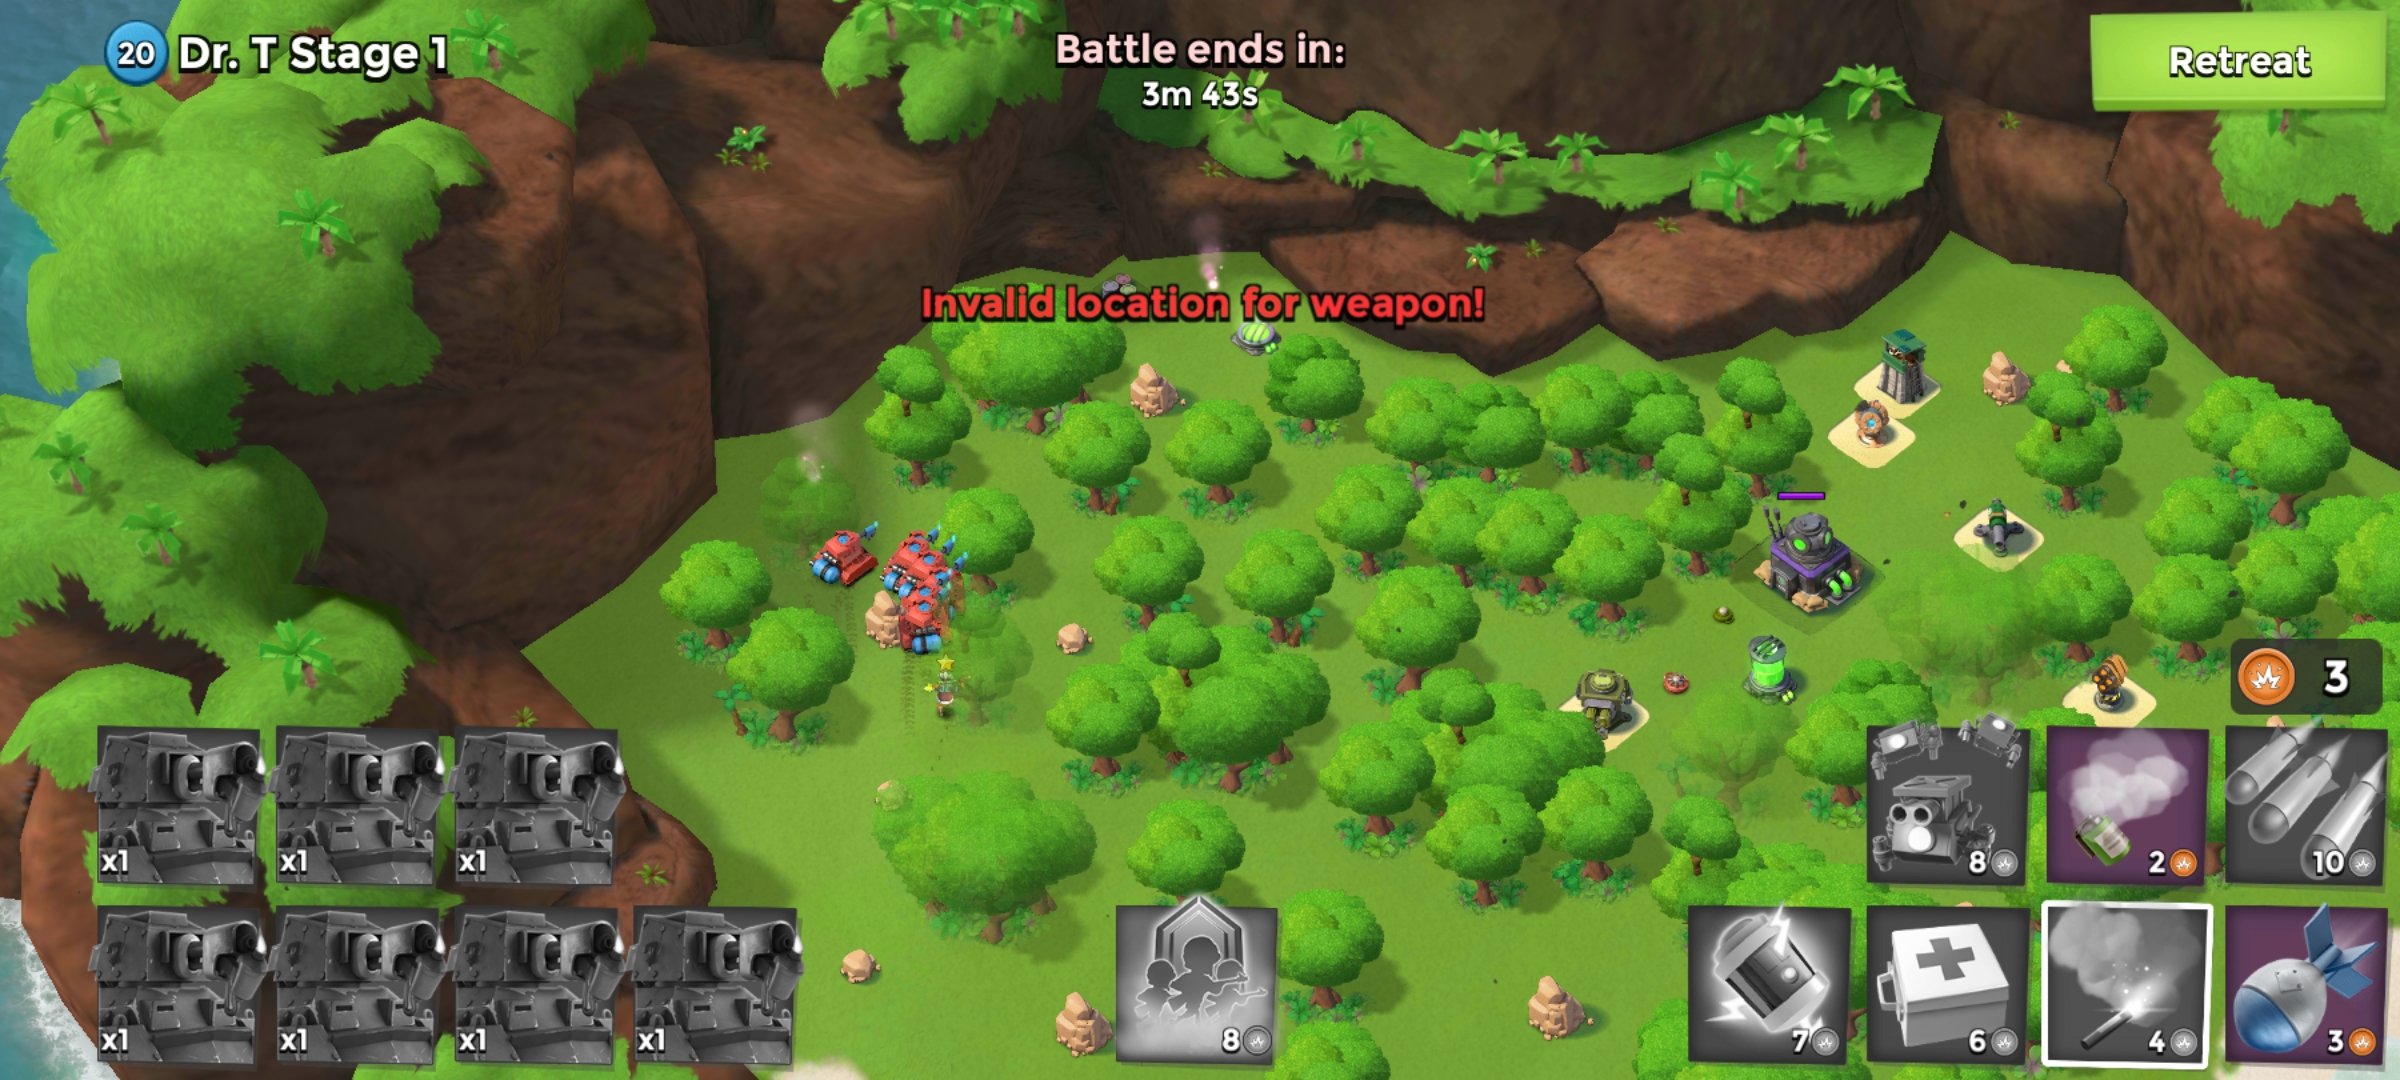 20 Dr. T Stage 1
Battle ends in:
3m 43s
Retreat
Invalid location for weapon!
3
x1
x1
x1
8
2
10
x1
x1
x1
x1
8
7
6
4
3